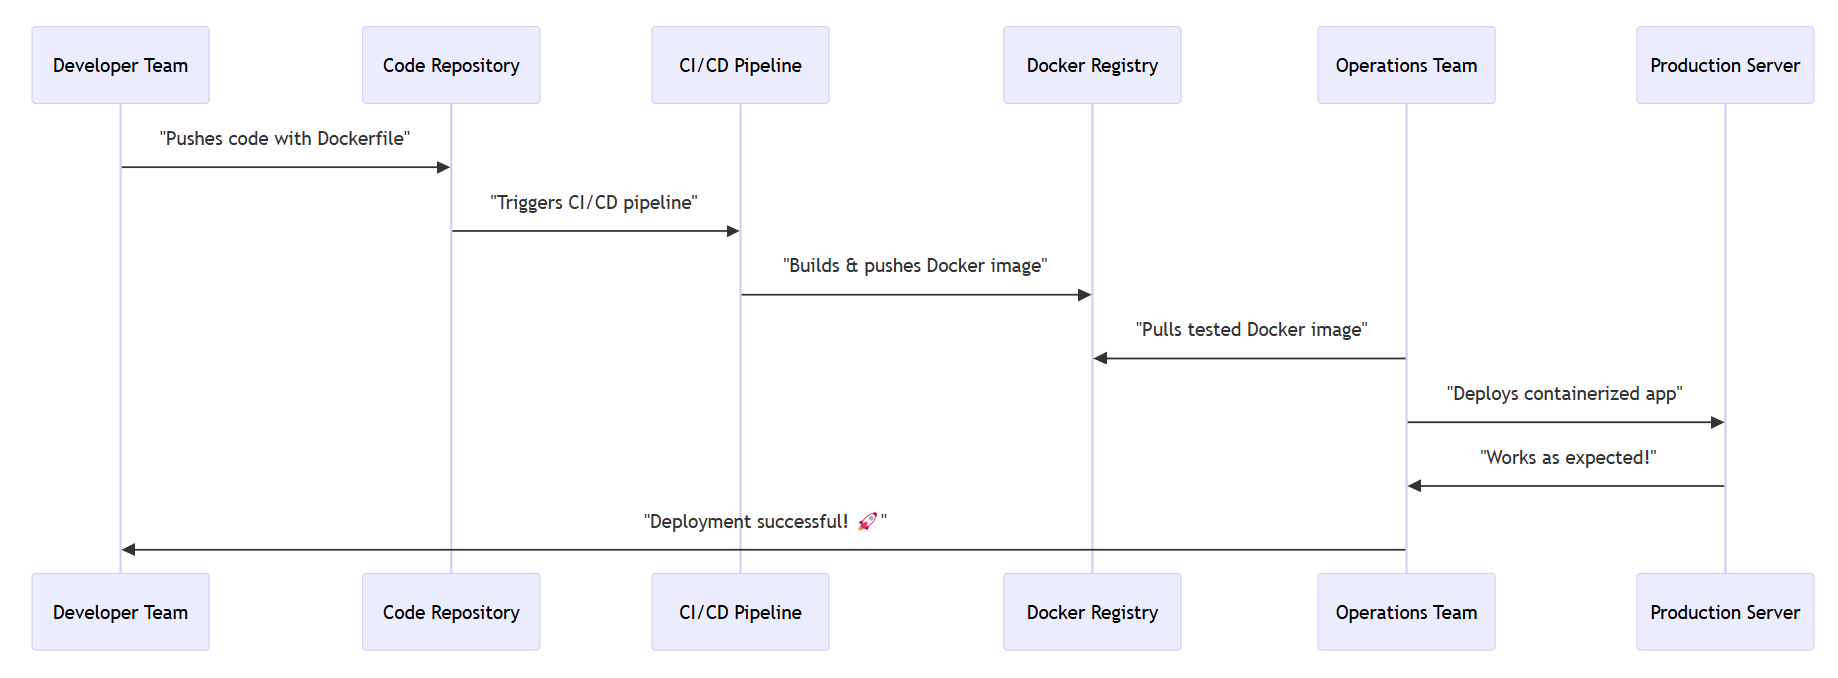 Developer Team
Code Repository
CI/CD Pipeline
Docker Registry
Operations Team
Production Server
"Pushes code with Dockerfile"
"Triggers CI/CD pipeline"
"Builds & pushes Docker image"
"Pulls tested Docker image"
"Deploys containerized app"
"Works as expected!"
"Deployment successful! 🚀"
Developer Team
Code Repository
CI/CD Pipeline
Docker Registry
Operations Team
Production Server